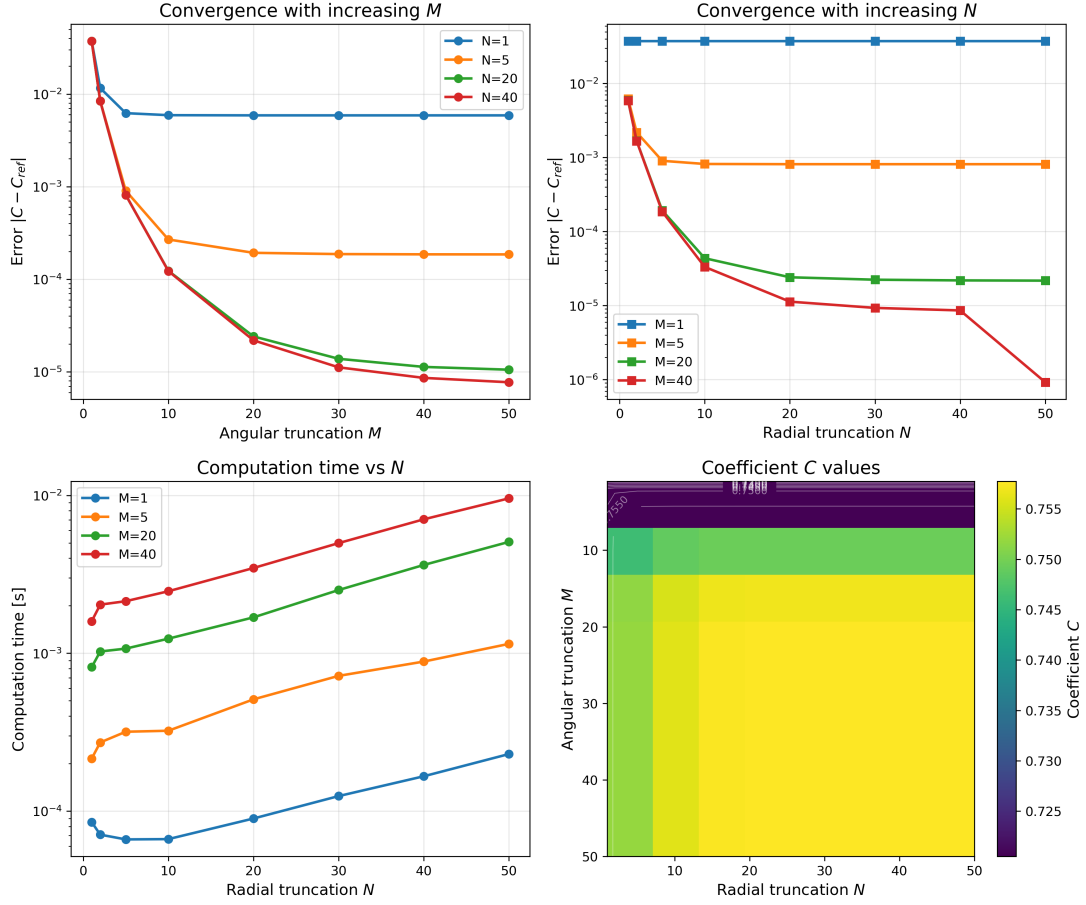 Convergence with increasing M
Error |C − C_ref|
10⁻²
10⁻³
10⁻⁴
10⁻⁵
N=1
N=5
N=20
N=40
0 10 20 30 40 50
Angular truncation M
Convergence with increasing N
Error |C − C_ref|
10⁻²
10⁻³
10⁻⁴
10⁻⁵
10⁻⁶
M=1
M=5
M=20
M=40
0 10 20 30 40 50
Radial truncation N
Computation time vs N
Computation time [s]
10⁻²
10⁻³
10⁻⁴
M=1
M=5
M=20
M=40
0 10 20 30 40 50
Radial truncation N
Coefficient C values
Angular truncation M
10
20
30
40
50
10 20 30 40 50
Radial truncation N
0.755
0.750
0.745
0.740
0.735
0.730
0.725
Coefficient C